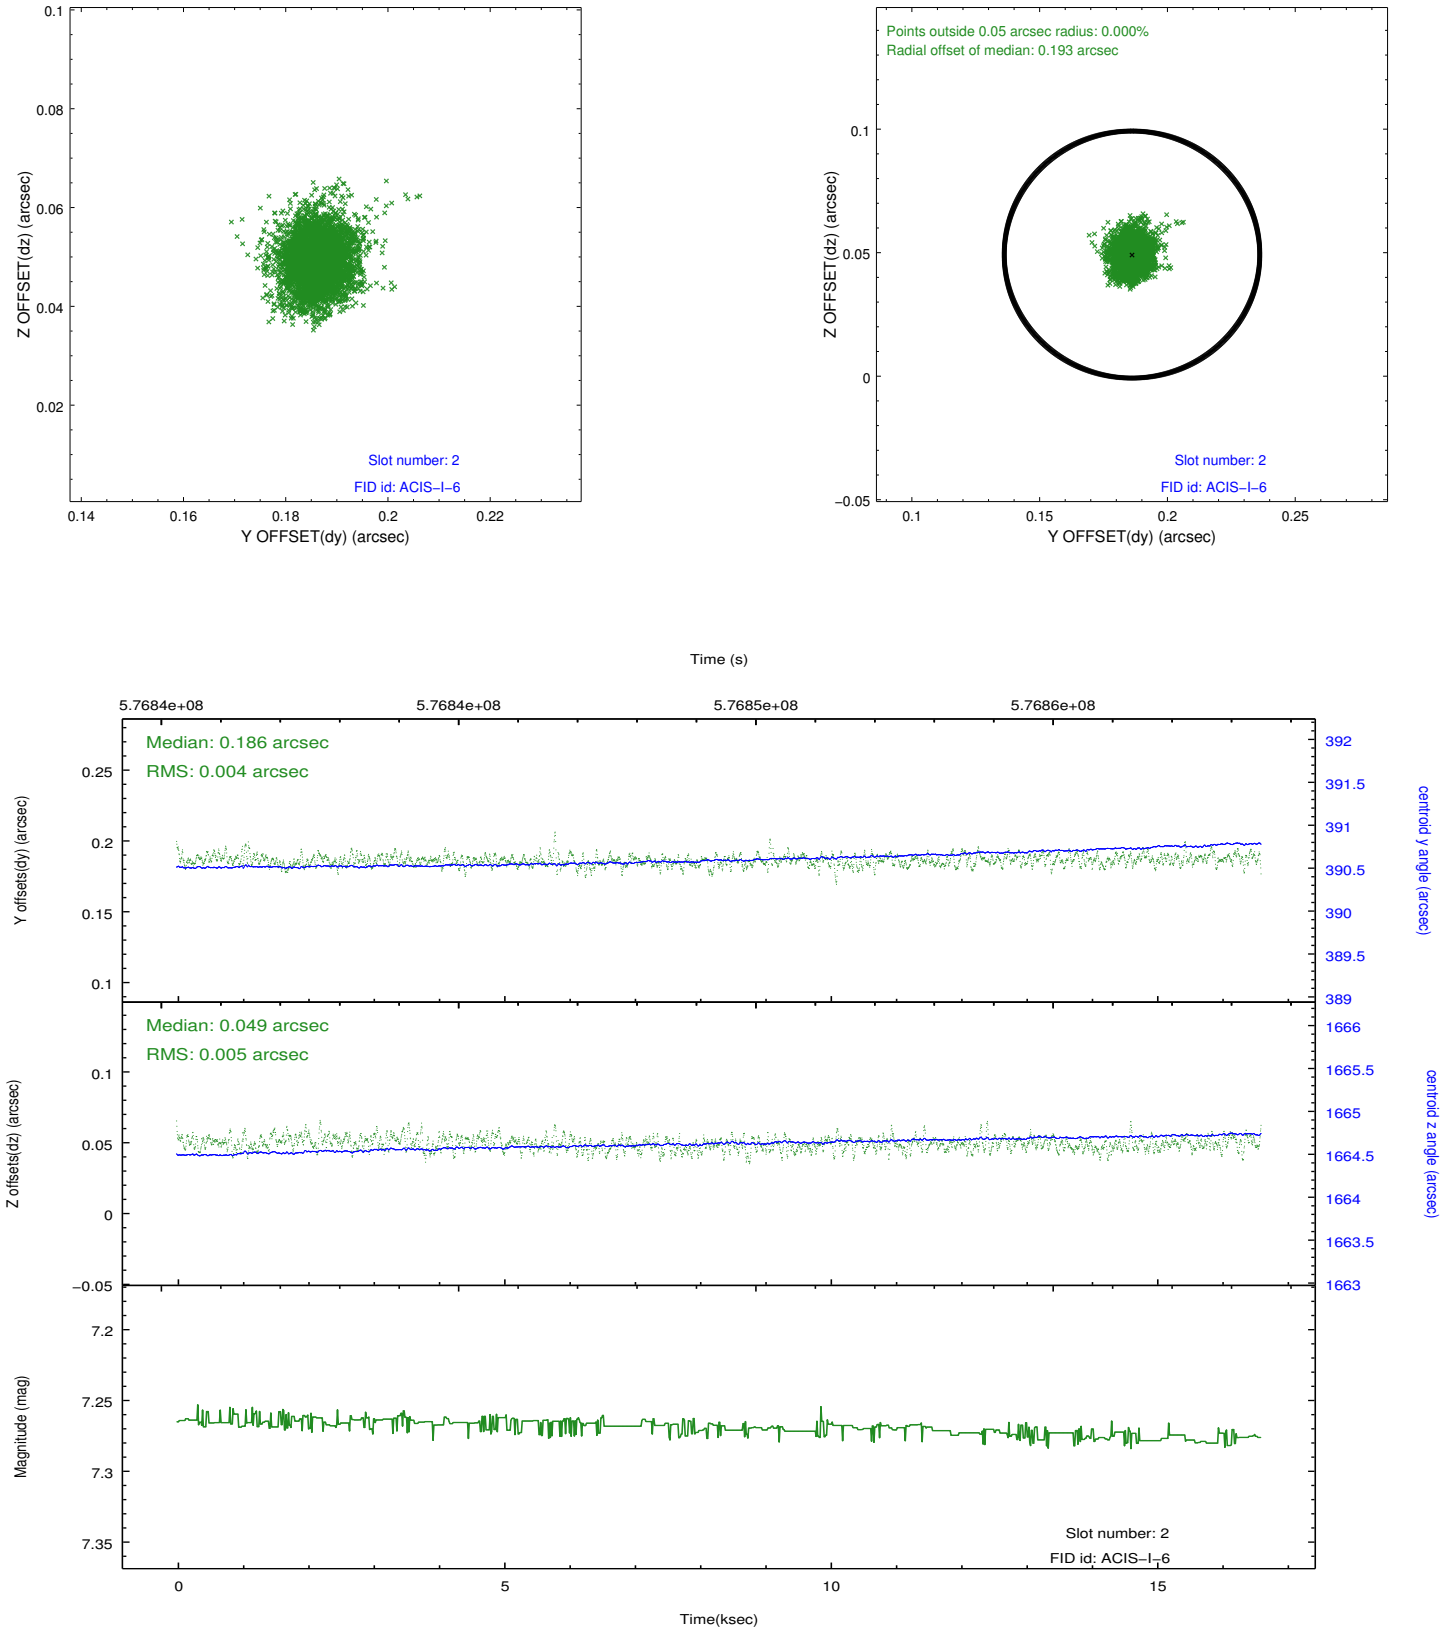 0.1
0.08
0.06
0.04
0.02
Z OFFSET(dz) (arcsec)
Slot number: 2
FID id: ACIS−I−6
0.14
0.16
0.18
0.2
0.22
Y OFFSET(dy) (arcsec)
Points outside 0.05 arcsec radius: 0.000%
Radial offset of median: 0.193 arcsec
0.1
0.05
0
−0.05
Z OFFSET(dz) (arcsec)
Slot number: 2
FID id: ACIS−I−6
0.1
0.15
0.2
0.25
Y OFFSET(dy) (arcsec)
Time (s)
5.7684e+08
5.7684e+08
5.7685e+08
5.7686e+08
Median: 0.186 arcsec
RMS: 0.004 arcsec
0.25
0.2
0.15
0.1
Y offsets(dy) (arcsec)
392
391.5
391
390.5
390
389.5
389
centroid y angle (arcsec)
Median: 0.049 arcsec
RMS: 0.005 arcsec
0.1
0.05
0
−0.05
Z offsets(dz) (arcsec)
1666
1665.5
1665
1664.5
1664
1663.5
1663
centroid z angle (arcsec)
7.2
7.25
7.3
7.35
Magnitude (mag)
Slot number: 2
FID id: ACIS−I−6
0
5
10
15
Time(ksec)